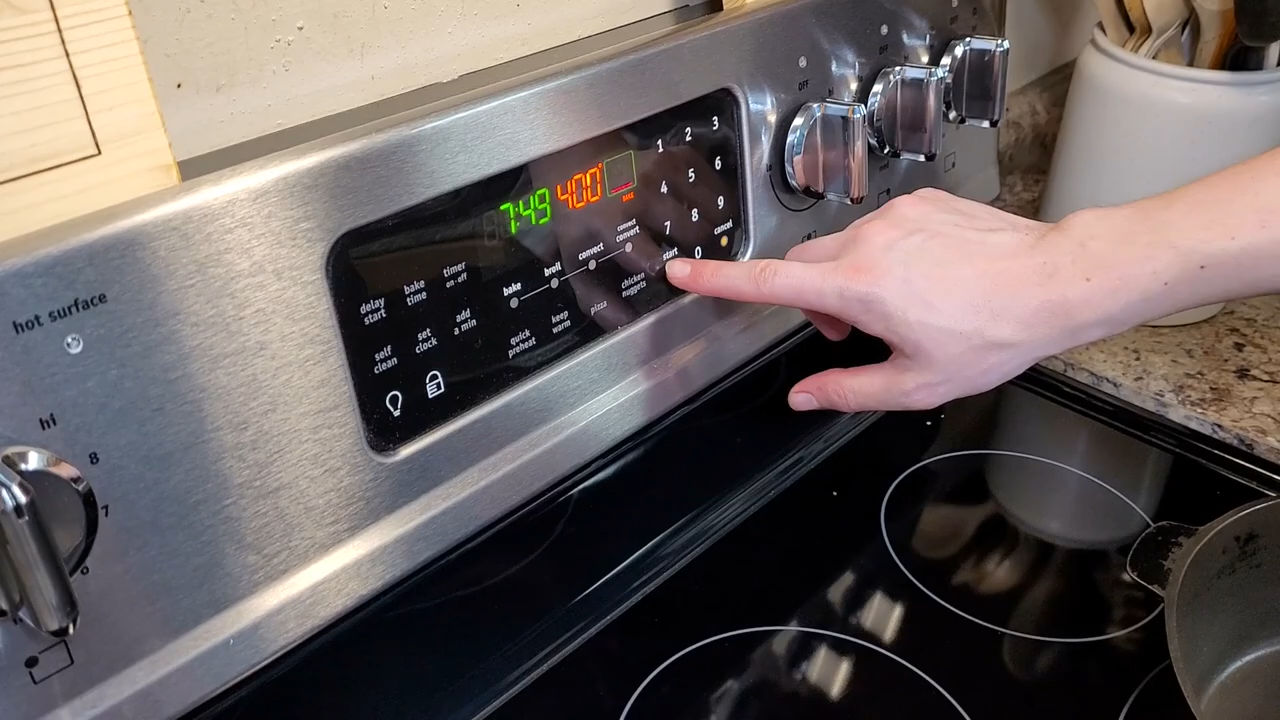 7:49 400°
BAKE
1 2 3
4 5 6
7 8 9
start 0 cancel
delay start
bake time
timer on-off
bake
broil
convect
convect convert
self clean
set clock
add a min
quick preheat
keep warm
pizza
chicken nuggets
hot surface
hi
8
7
OFF
OFF